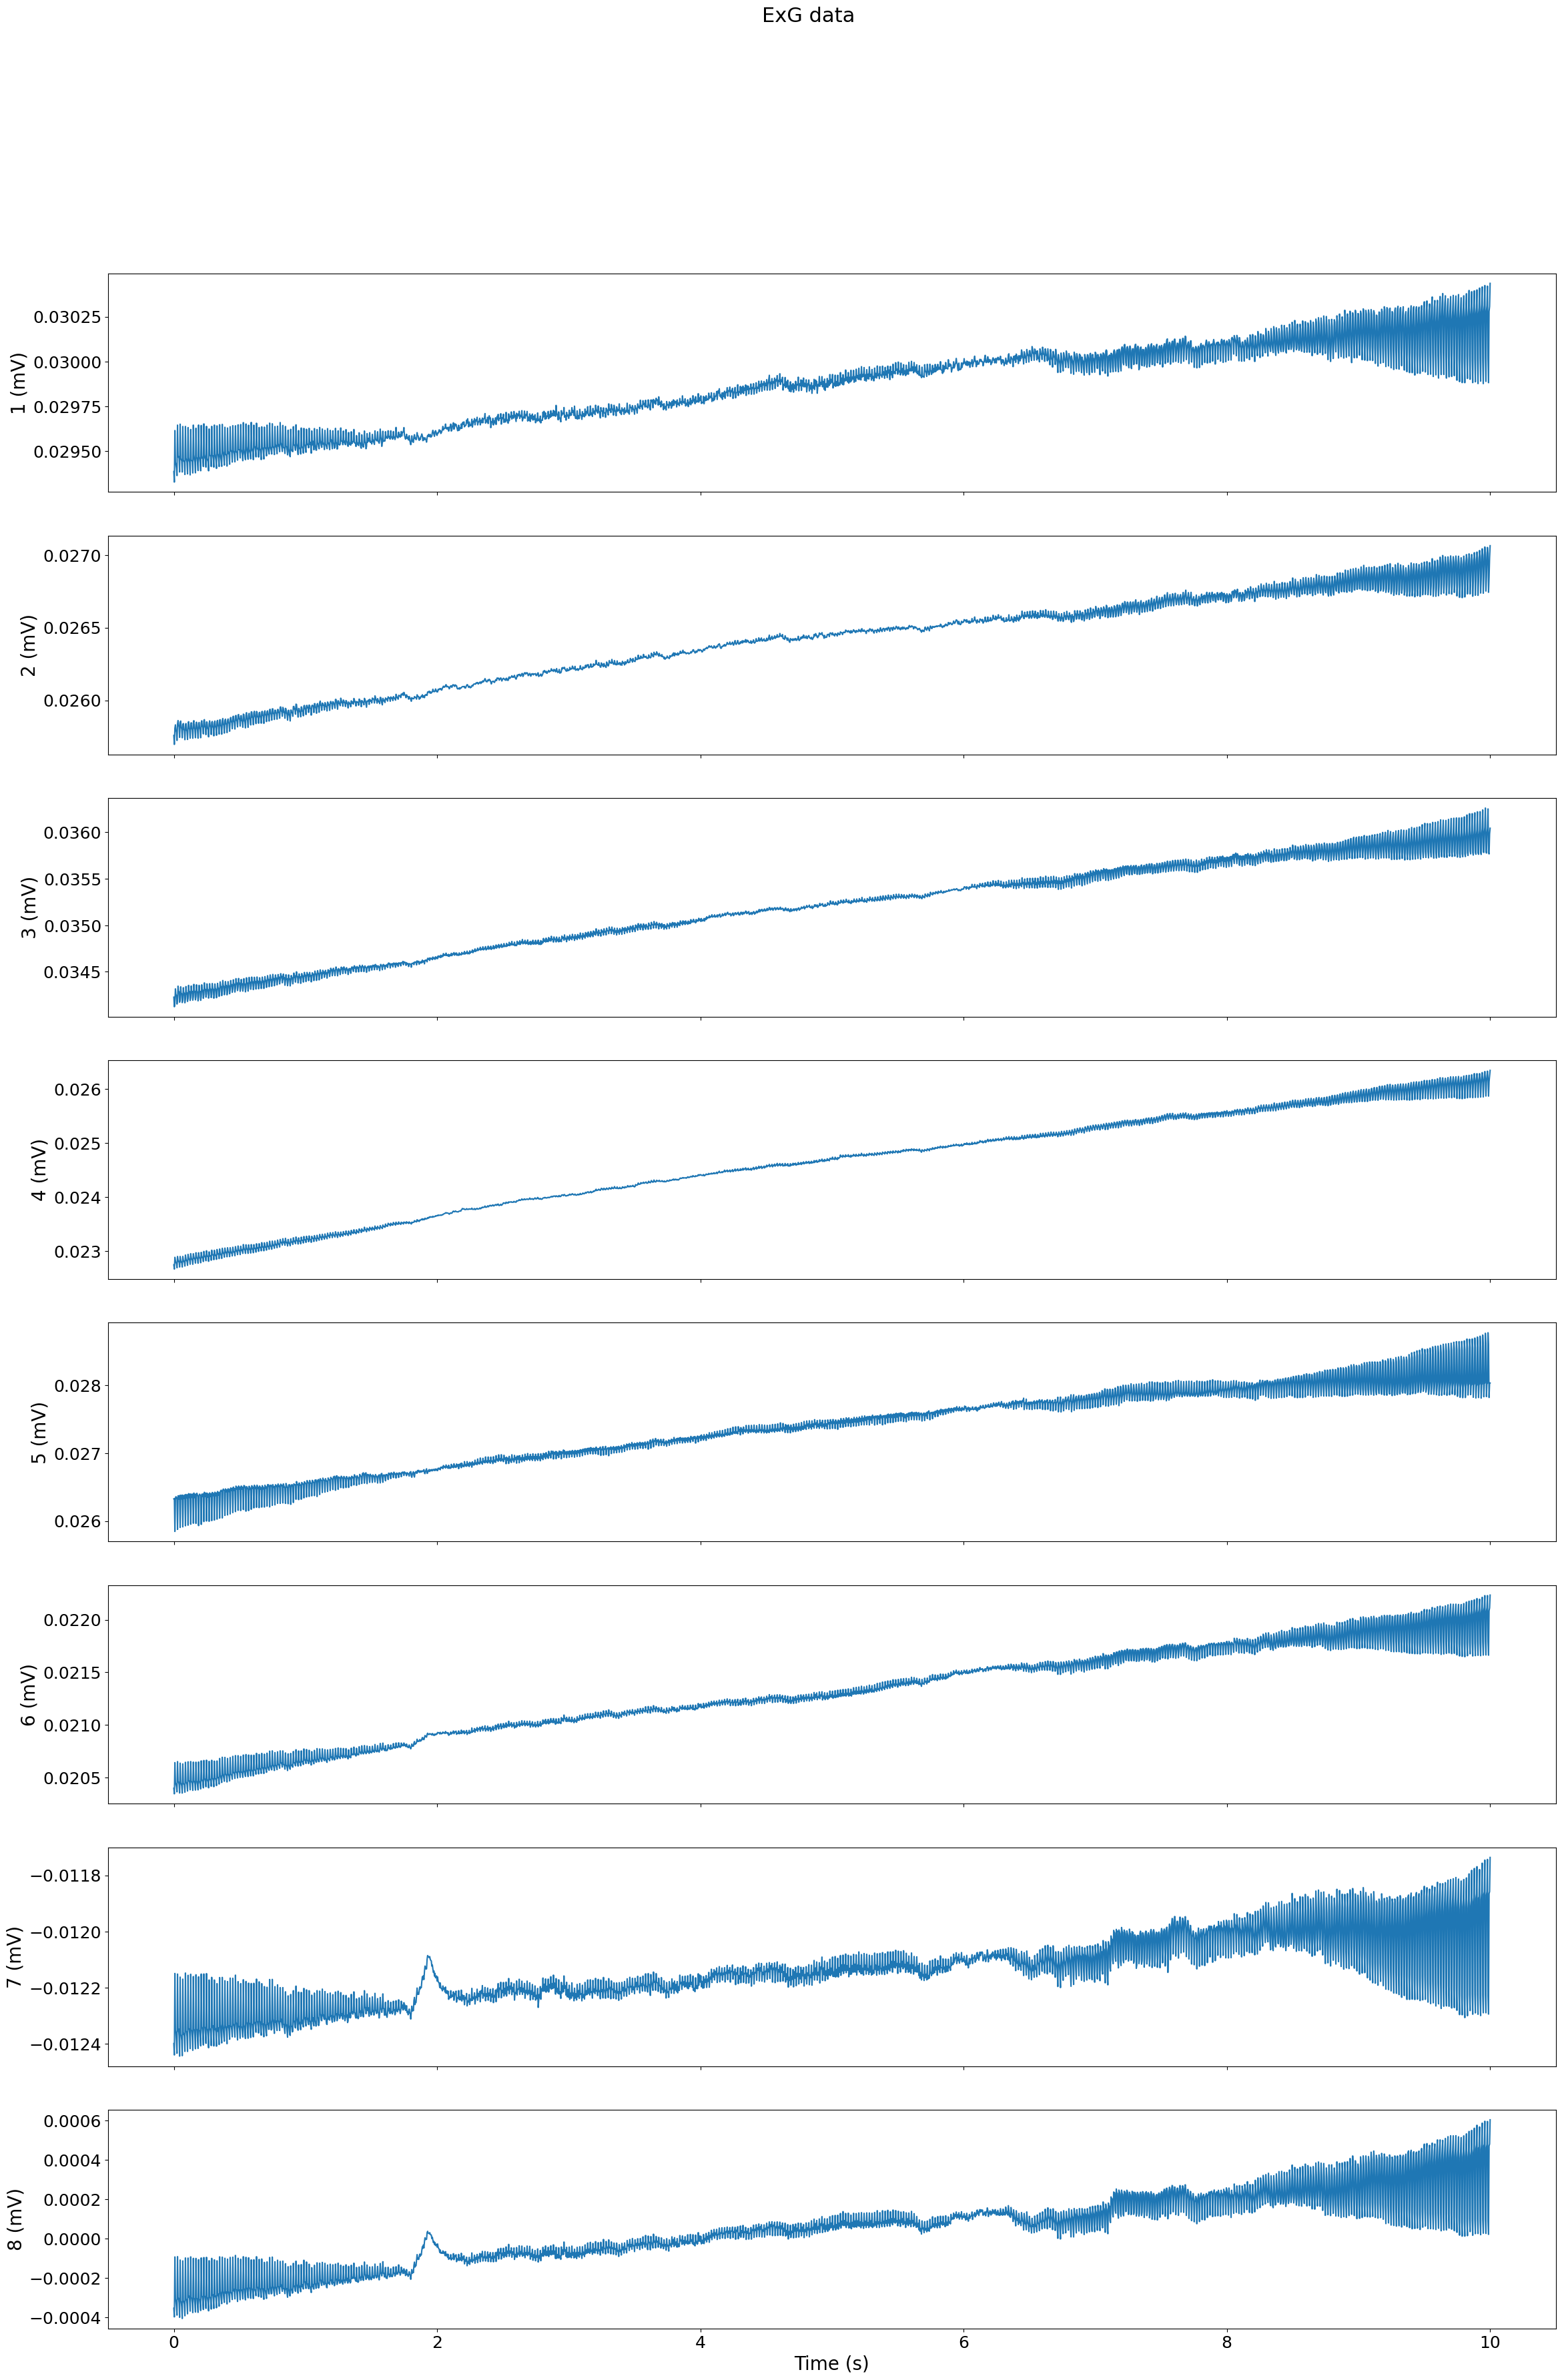 ExG data
0.03025
0.03000
0.02975
0.02950
1 (mV)
0.0270
0.0265
0.0260
2 (mV)
0.0360
0.0355
0.0350
0.0345
3 (mV)
0.026
0.025
0.024
0.023
4 (mV)
0.028
0.027
0.026
5 (mV)
0.0220
0.0215
0.0210
0.0205
6 (mV)
−0.0118
−0.0120
−0.0122
−0.0124
7 (mV)
0.0006
0.0004
0.0002
0.0000
−0.0002
−0.0004
8 (mV)
0 2 4 6 8 10
Time (s)